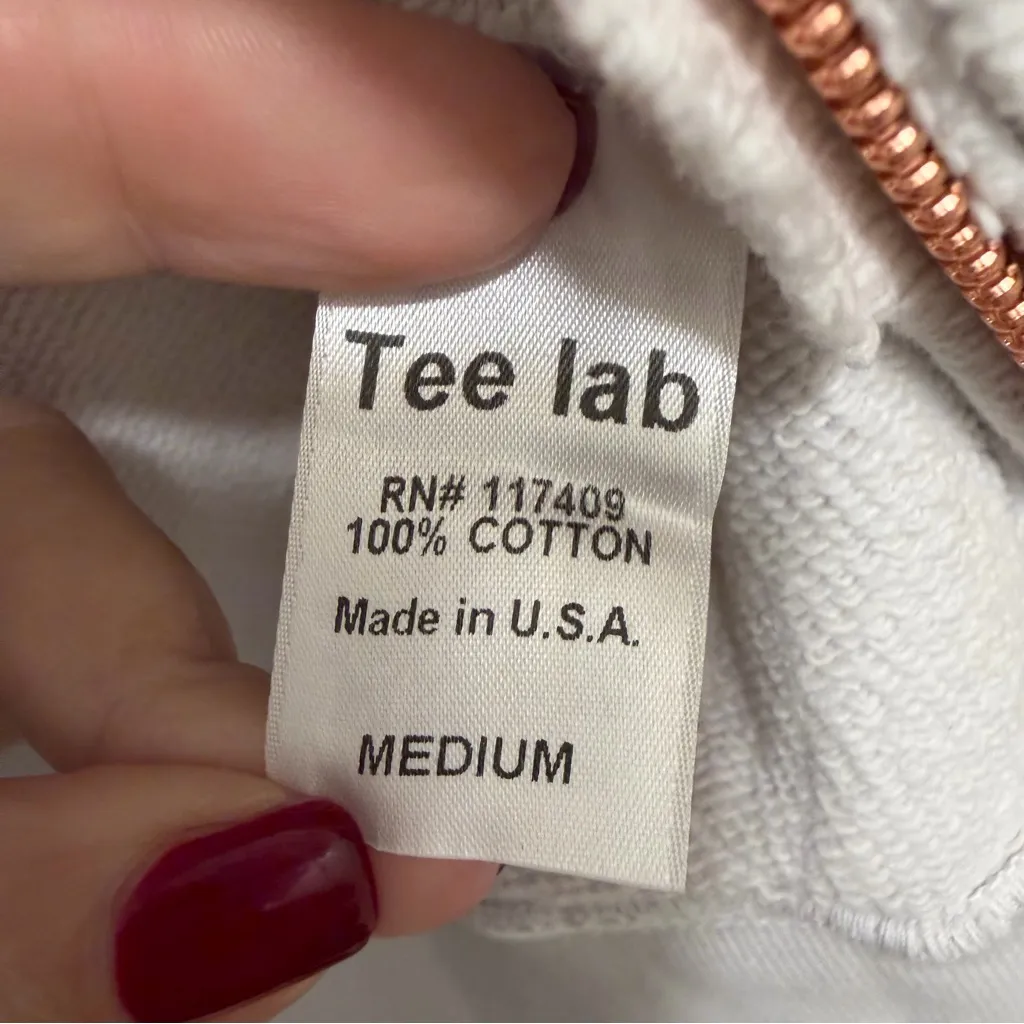 Tee lab
RN# 117409
100% COTTON
Made in U.S.A.
MEDIUM